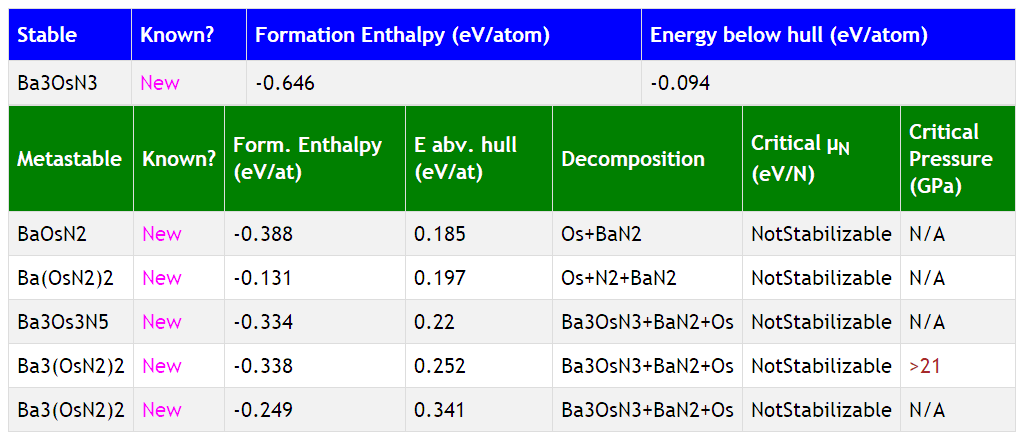 Stable Known? Formation Enthalpy (eV/atom) Energy below hull (eV/atom)
Ba3OsN3 New -0.646 -0.094
Metastable Known? Form. Enthalpy (eV/at) E abv. hull (eV/at) Decomposition Critical μN (eV/N) Critical Pressure (GPa)
BaOsN2 New -0.388 0.185 Os+BaN2 NotStabilizable N/A
Ba(OsN2)2 New -0.131 0.197 Os+N2+BaN2 NotStabilizable N/A
Ba3Os3N5 New -0.334 0.22 Ba3OsN3+BaN2+Os NotStabilizable N/A
Ba3(OsN2)2 New -0.338 0.252 Ba3OsN3+BaN2+Os NotStabilizable >21
Ba3(OsN2)2 New -0.249 0.341 Ba3OsN3+BaN2+Os NotStabilizable N/A